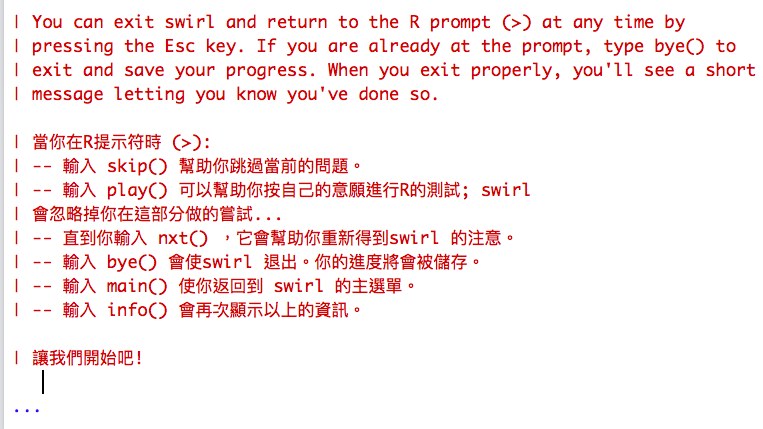 | You can exit swirl and return to the R prompt (>) at any time by
| pressing the Esc key. If you are already at the prompt, type bye() to
| exit and save your progress. When you exit properly, you'll see a short
| message letting you know you've done so.
| 當你在R提示符時 (>):
| -- 輸入 skip() 幫助你跳過當前的問題。
| -- 輸入 play() 可以幫助你按自己的意願進行R的測試; swirl
| 會忽略掉你在這部分做的嘗試...
| -- 直到你輸入 nxt() ，它會幫助你重新得到swirl 的注意。
| -- 輸入 bye() 會使swirl 退出。你的進度將會被儲存。
| -- 輸入 main() 使你返回到 swirl 的主選單。
| -- 輸入 info() 會再次顯示以上的資訊。
| 讓我們開始吧!
...